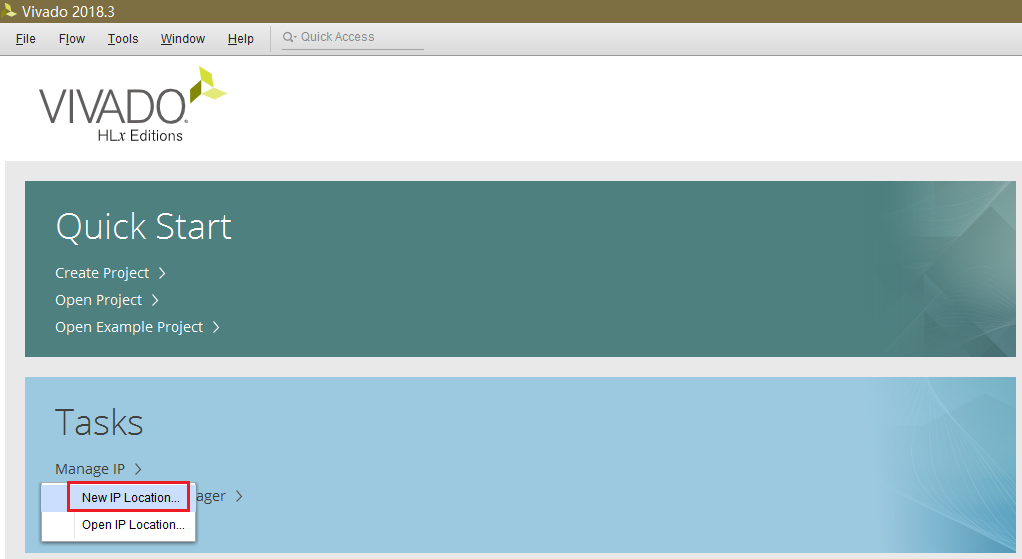 Vivado 2018.3
File Flow Tools Window Help Quick Access
VIVADO.
HLx Editions
Quick Start
Create Project
Open Project
Open Example Project
Tasks
Manage IP
ager
New IP Location...
Open IP Location...